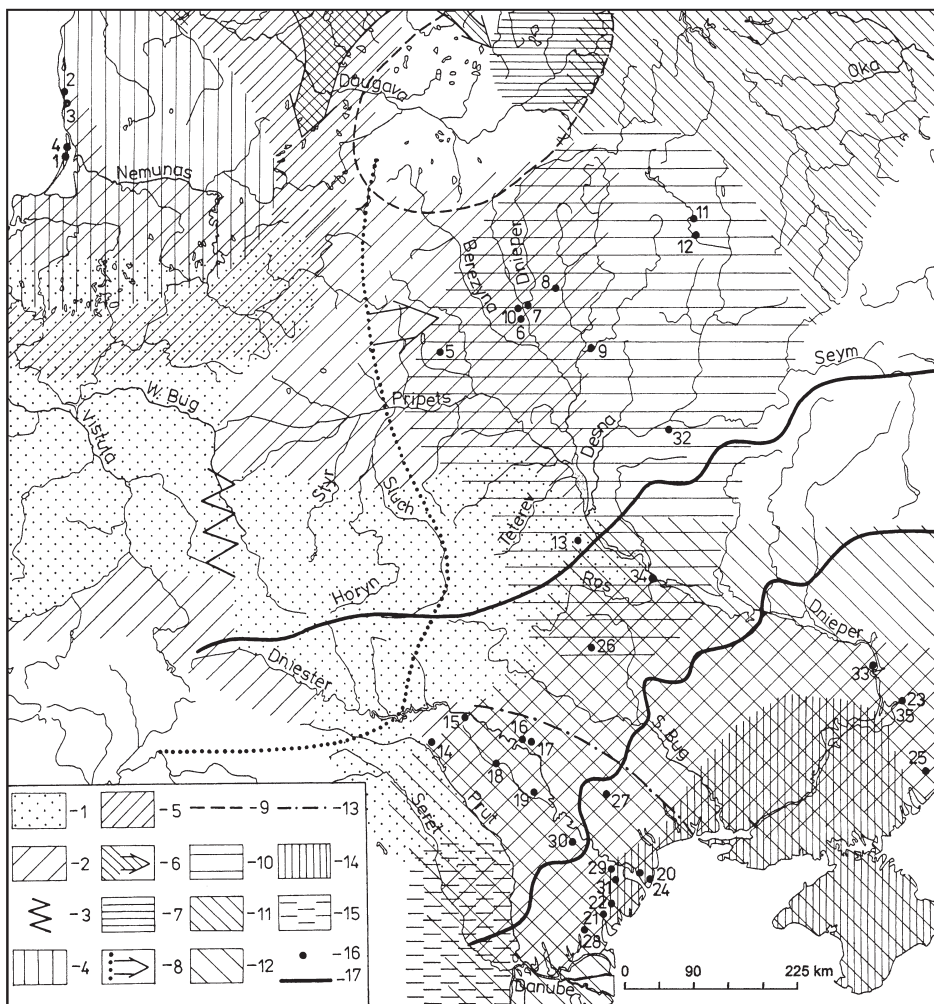 Oka
Daugava
2
3
4
1
Nemunas
11
12
Dnieper
Berezyna
8
10
7
6
5
9
Seym
W. Bug
Pripets
Vistula
Desna
32
Styr
Sluch
Teterev
13
34
Horyn
Ros
Dnieper
26
Dniester
33
23
35
15
16
17
14
S. Bug
25
18
19
27
Prut
Seret
30
29
20
31
24
22
21
28
Danube
0 90 225 km
-1 -5 -9 -13
-2 -6 -10 -14
-3 -7 -11 -15
-4 -8 -12 -16
-17